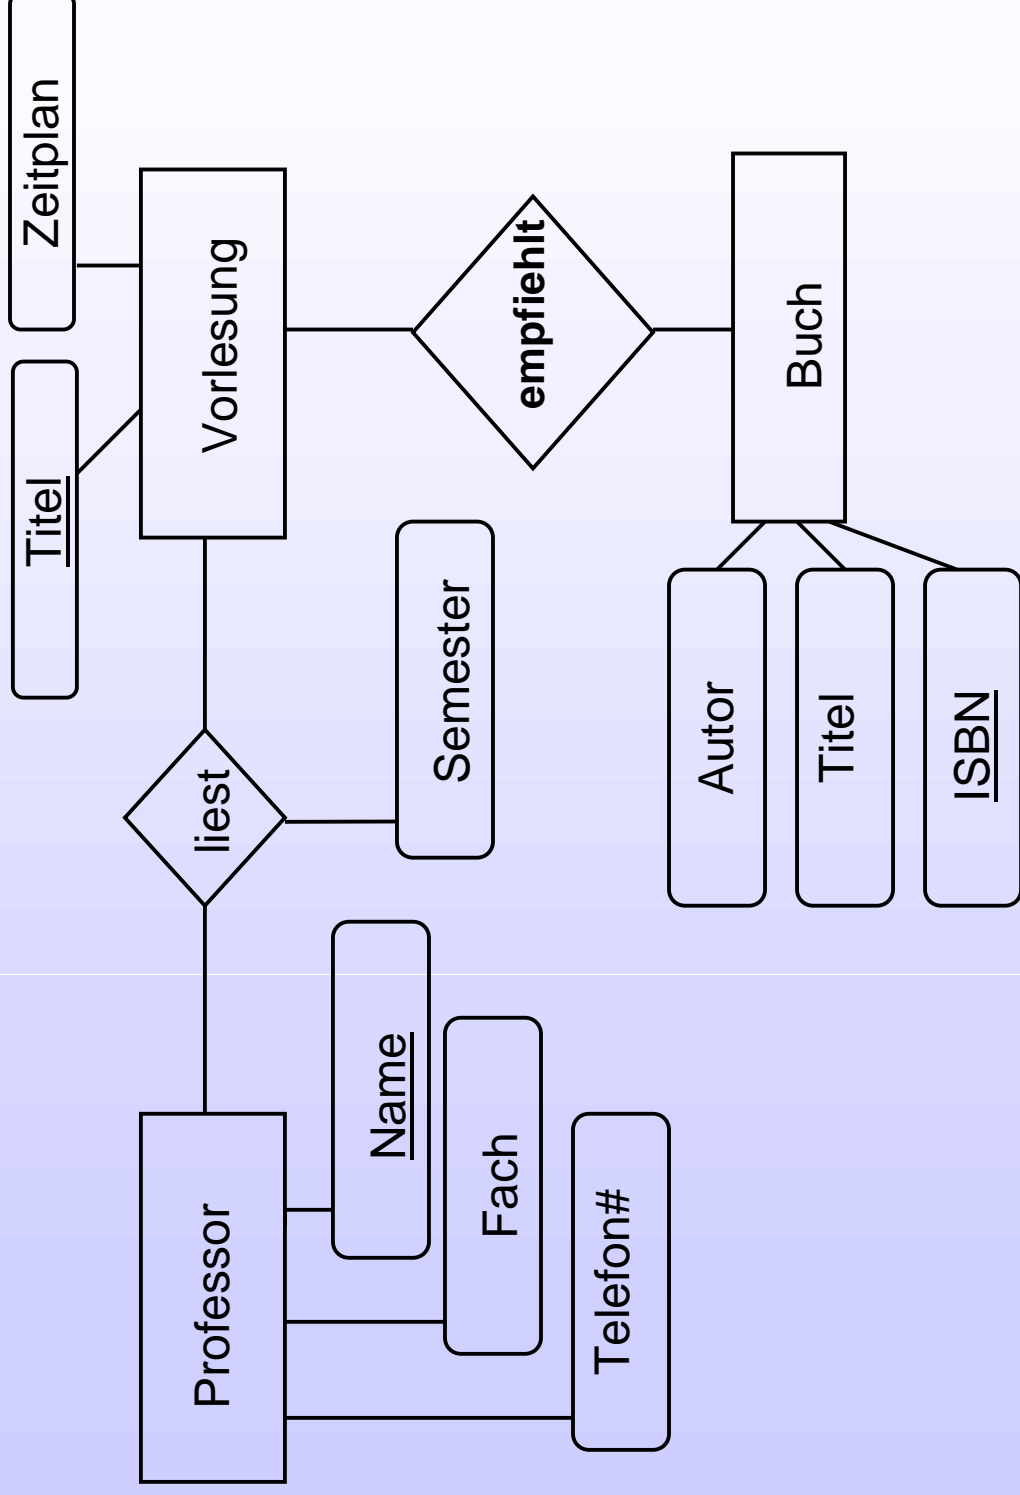 Titel
Zeitplan
Professor
liest
Vorlesung
Name
Fach
Telefon#
Semester
empfiehlt
Autor
Titel
ISBN
Buch